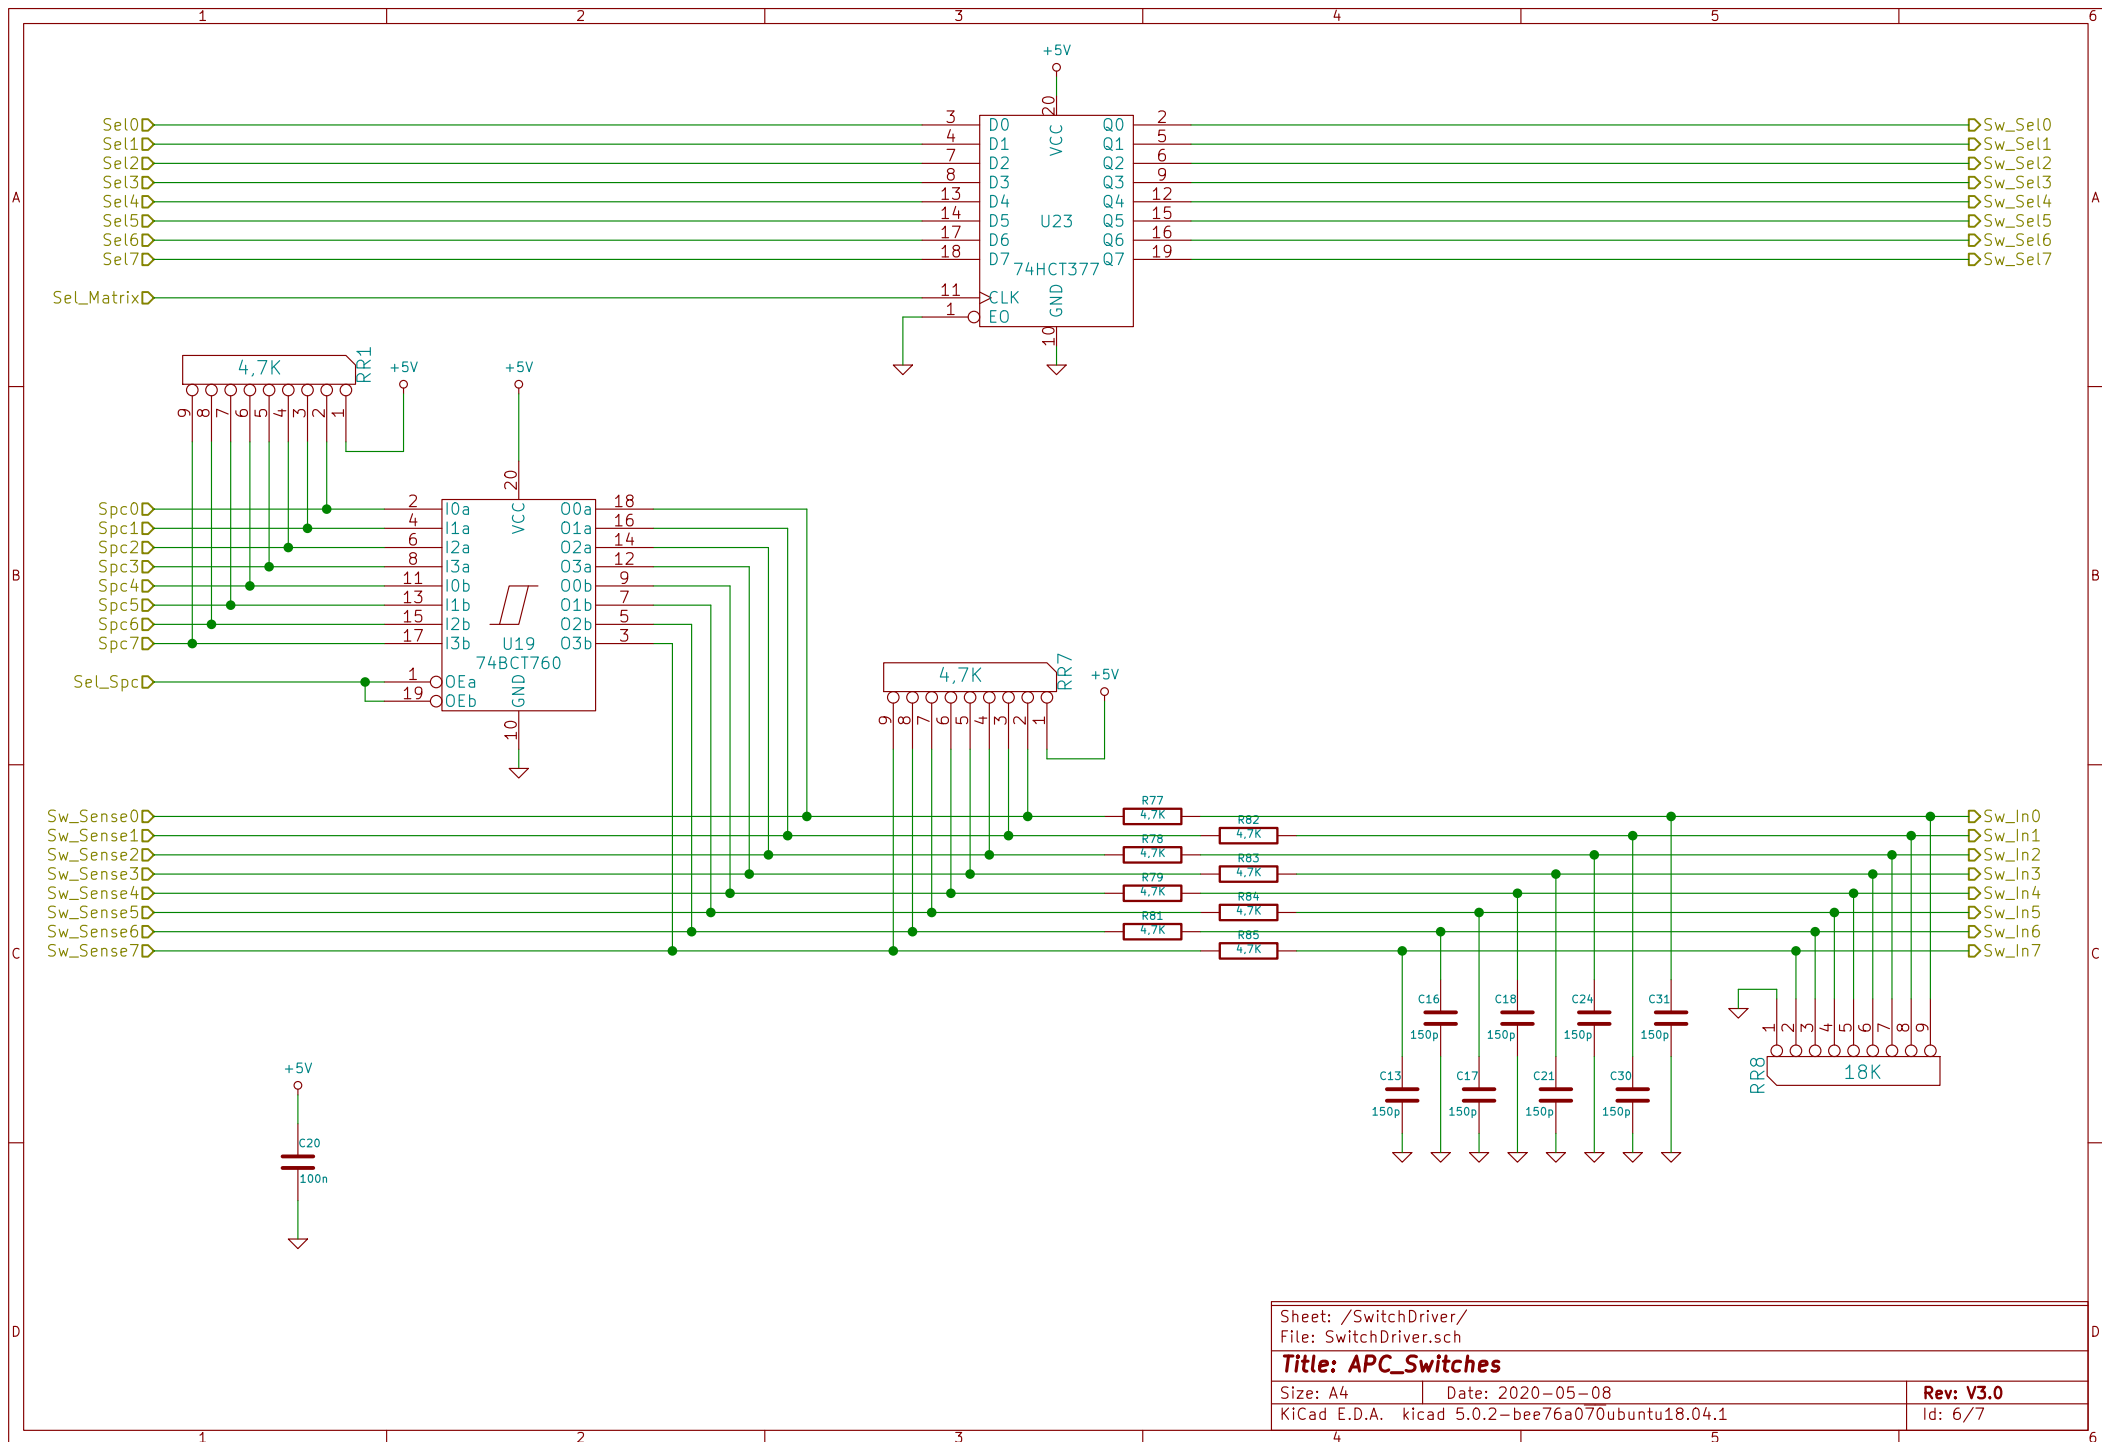 1 2 3 4 5 6
+5V
20
Sel0 3 D0 VCC Q0 2 Sw_Sel0
Sel1 4 D1 Q1 5 Sw_Sel1
Sel2 7 D2 Q2 6 Sw_Sel2
Sel3 8 D3 Q3 9 Sw_Sel3
A Sel4 13 D4 Q4 12 Sw_Sel4 A
Sel5 14 D5 U23 Q5 15 Sw_Sel5
Sel6 17 D6 Q6 16 Sw_Sel6
Sel7 18 D7 Q7 19 Sw_Sel7
74HCT377
Sel_Matrix 11 CLK GND
1 EO
10
4,7K RR1 +5V +5V
9 8 7 6 5 4 3 2 1
20
Spc0 2 I0a VCC O0a 18
Spc1 4 I1a O1a 16
Spc2 6 I2a O2a 14
Spc3 8 I3a O3a 12
B Spc4 11 I0b O0b 9 B
Spc5 13 I1b O1b 7
Spc6 15 I2b O2b 5
Spc7 17 I3b U19 O3b 3
74BCT760
Sel_Spc 1 OEa GND
19 OEb
10
4,7K RR7 +5V
9 8 7 6 5 4 3 2 1
Sw_Sense0 R77 4,7K Sw_In0
Sw_Sense1 R82 4,7K Sw_In1
Sw_Sense2 R78 4,7K Sw_In2
Sw_Sense3 R83 4,7K Sw_In3
Sw_Sense4 R79 4,7K Sw_In4
Sw_Sense5 R84 4,7K Sw_In5
Sw_Sense6 R81 4,7K Sw_In6
C Sw_Sense7 R85 4,7K Sw_In7 C
C16 C18 C24 C31
150p 150p 150p 150p
1 2 3 4 5 6 7 8 9
RR8 18K
C13 C17 C21 C30
150p 150p 150p 150p
+5V
C20
100n
D D
Sheet: /SwitchDriver/
File: SwitchDriver.sch
Title: APC_Switches
Size: A4 Date: 2020-05-08 Rev: V3.0
KiCad E.D.A. kicad 5.0.2-bee76a070ubuntu18.04.1 Id: 6/7
1 2 3 4 5 6